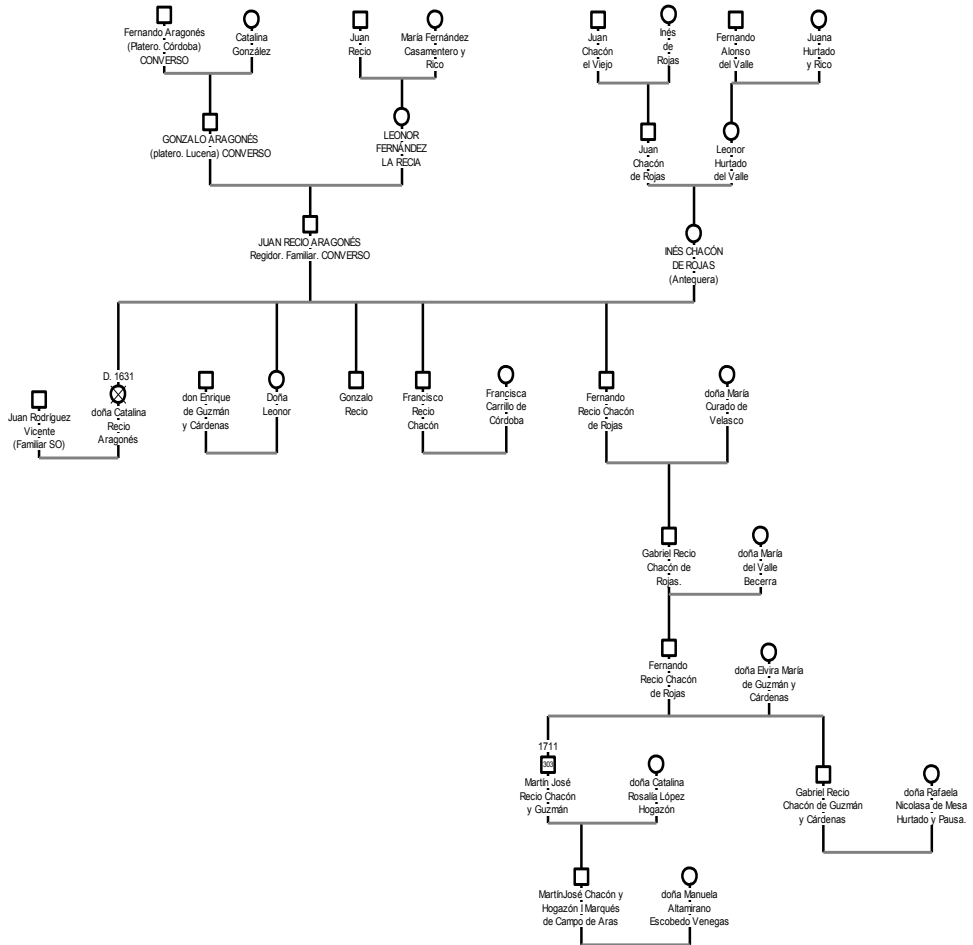 Fernando Aragonés
(Platero. Córdoba)
CONVERSO
Catalina
González
Juan
Recio
María Fernández
Casamentero y
Rico
Juan
Chacón
el Viejo
Inés
de
Rojas
Fernando
Alonso
del Valle
Juana
Hurtado
y Rico
GONZALO ARAGONÉS
(platero. Lucena) CONVERSO
LEONOR
FERNÁNDEZ
LA RECIA
Juan
Chacón
de Rojas
Leonor
Hurtado
del Valle
JUAN RECIO ARAGONÉS
Regidor. Familiar. CONVERSO
INÉS CHACÓN
DE ROJAS
(Antequera)
Juan Rodríguez
Vicente
(Familiar SO)
D. 1631
doña Catalina
Recio
Aragonés
don Enrique
de Guzmán
y Cárdenas
Doña
Leonor
Gonzalo
Recio
Francisco
Recio
Chacón
Francisca
Carrillo de
Córdoba
Fernando
Recio Chacón
de Rojas
doña María
Curado de
Velasco
Gabriel Recio
Chacón de
Rojas.
doña María
del Valle
Becerra
Fernando
Recio Chacón
de Rojas
doña Elvira María
de Guzmán y
Cárdenas
1711
303
Martín José
Recio Chacón
y Guzmán
doña Catalina
Rosalía López
Hogazón
Gabriel Recio
Chacón de Guzmán
y Cárdenas
doña Rafaela
Nicolasa de Mesa
Hurtado y Pausa.
MartínJosé Chacón y
Hogazón I Marqués
de Campo de Aras
doña Manuela
Altamirano
Escobedo Venegas